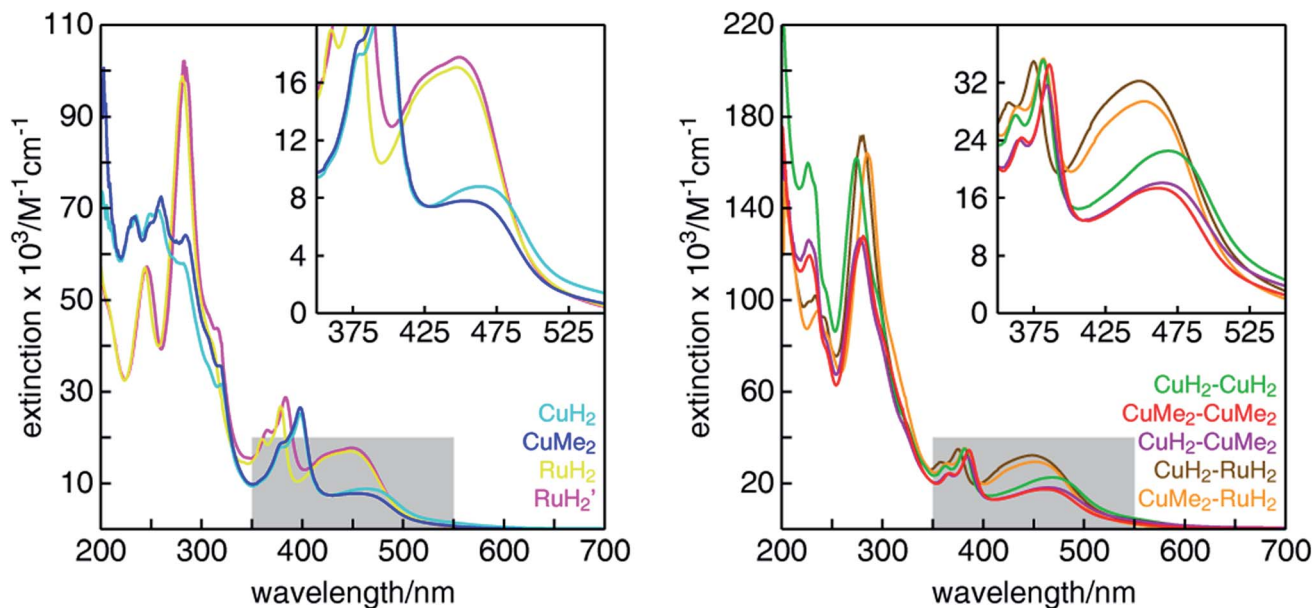 110
90
70
50
30
10
extinction x 10³/M⁻¹cm⁻¹
16
12
8
4
0
375 425 475 525
CuH₂
CuMe₂
RuH₂
RuH₂'
200 300 400 500 600 700
wavelength/nm
220
180
140
100
60
20
extinction x 10³/M⁻¹cm⁻¹
32
24
16
8
0
375 425 475 525
CuH₂-CuH₂
CuMe₂-CuMe₂
CuH₂-CuMe₂
CuH₂-RuH₂
CuMe₂-RuH₂
200 300 400 500 600 700
wavelength/nm